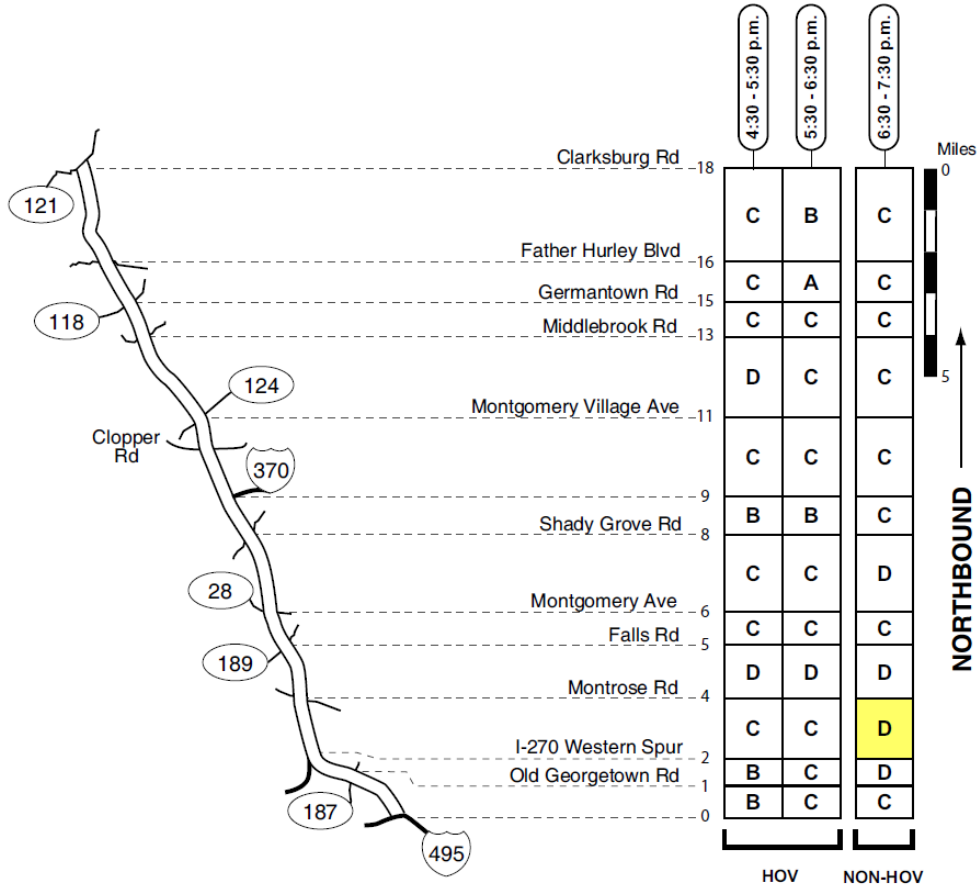 4:30 - 5:30 p.m.
5:30 - 6:30 p.m.
6:30 - 7:30 p.m.
Miles
Clarksburg Rd 18 0
121
C B C
Father Hurley Blvd 16
C A C
Germantown Rd 15
118
C C C
Middlebrook Rd 13
5
D C C
124
Montgomery Village Ave 11
Clopper
Rd
C C C
370
9
B B C
Shady Grove Rd 8
C C D
28
Montgomery Ave 6
C C C
Falls Rd 5
189
D D D
Montrose Rd 4
C C D
I-270 Western Spur 2
B C D
Old Georgetown Rd 1
B C C
187
0
495
NORTHBOUND
HOV NON-HOV